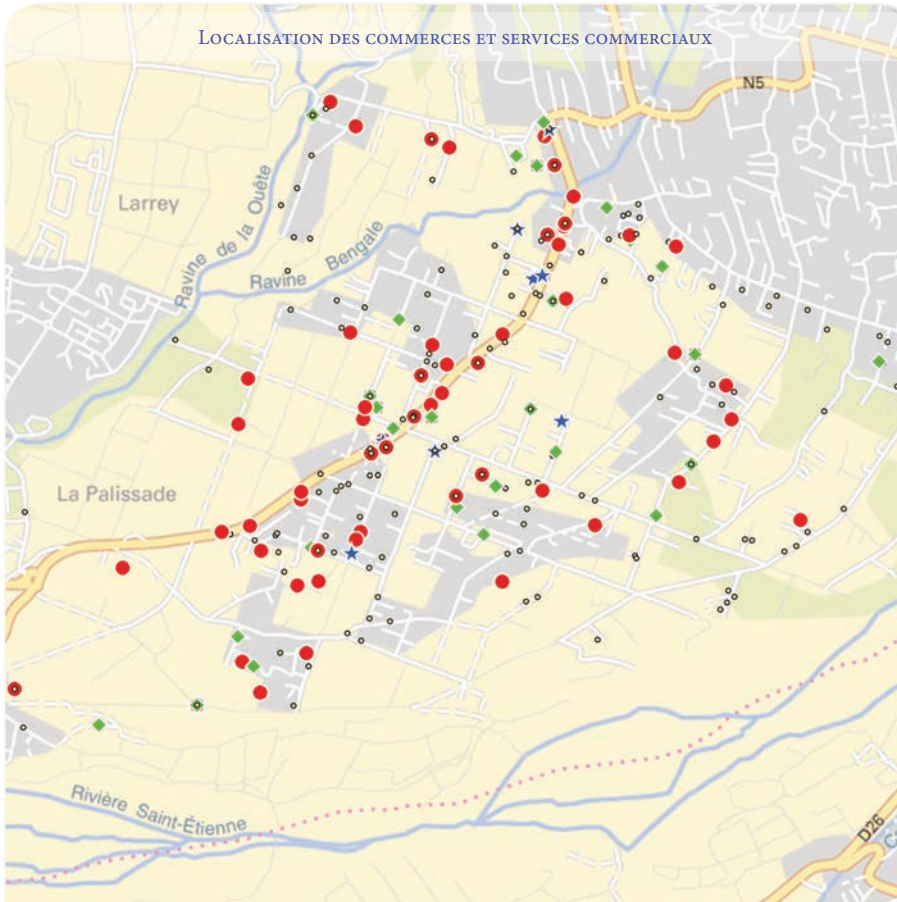 Localisation des commerces et services commerciaux
N5
Larrey
Ravine de la Ouête
Ravine Bengale
La Palissade
Rivière Saint-Étienne
D26